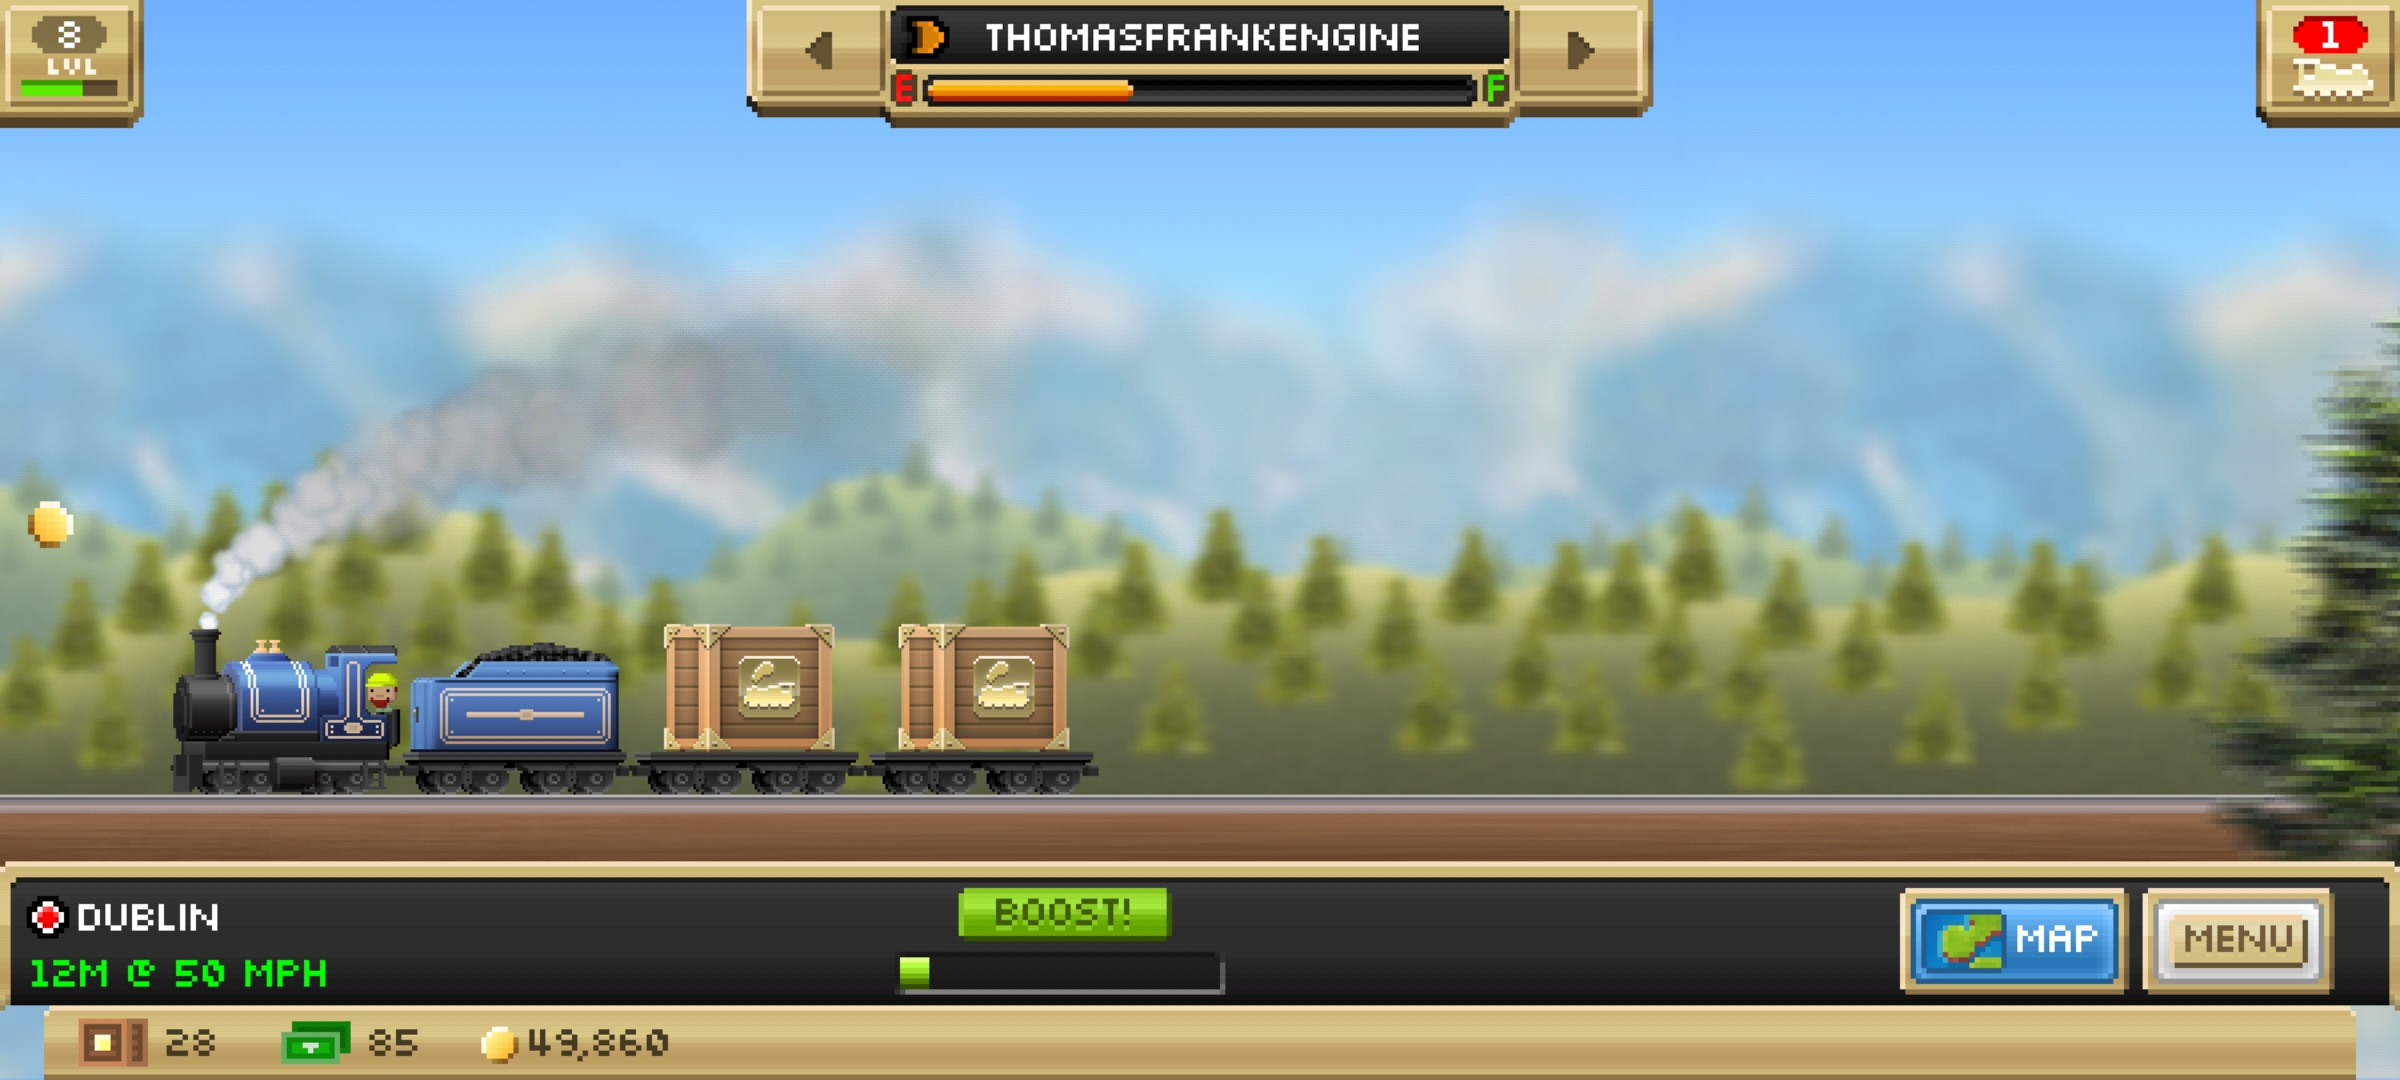 8
LVL
THOMASFRANKENGINE
E F
1
DUBLIN
12M @ 50 MPH
BOOST!
MAP
MENU
28 85 49,860